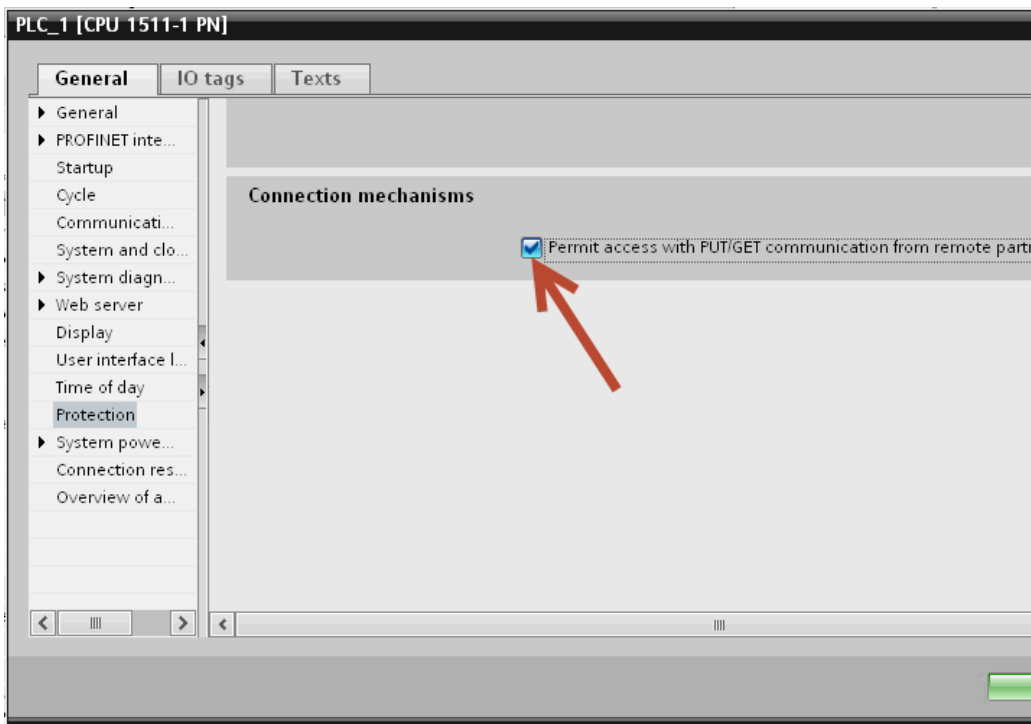 PLC_1 [CPU 1511-1 PN]
General
IO tags
Texts
General
PROFINET inte...
Startup
Cycle
Communicati...
System and clo...
System diagn...
Web server
Display
User interface l...
Time of day
Protection
System powe...
Connection res...
Overview of a...
Connection mechanisms
Permit access with PUT/GET communication from remote partn